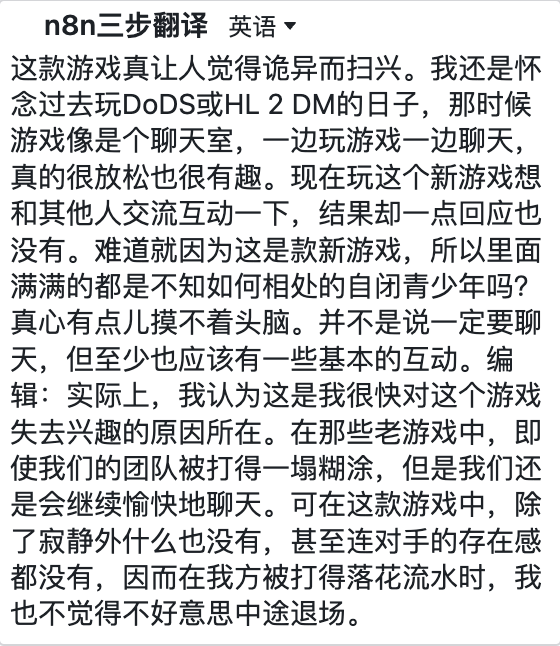 n8n三步翻译 英语
这款游戏真让人觉得诡异而扫兴。我还是怀
念过去玩DoDS或HL 2 DM的日子，那时候
游戏像是个聊天室，一边玩游戏一边聊天，
真的很放松也很有趣。现在玩这个新游戏想
和其他人交流互动一下，结果却一点回应也
没有。难道就因为这是款新游戏，所以里面
满满的都是不知如何相处的自闭青少年吗？
真心有点儿摸不着头脑。并不是说一定要聊
天，但至少也应该有一些基本的互动。编
辑：实际上，我认为这是我很快对这个游戏
失去兴趣的原因所在。在那些老游戏中，即
使我们的团队被打得一塌糊涂，但是我们还
是会继续愉快地聊天。可在这款游戏中，除
了寂静外什么也没有，甚至连对手的存在感
都没有，因而在我方被打得落花流水时，我
也不觉得不好意思中途退场。